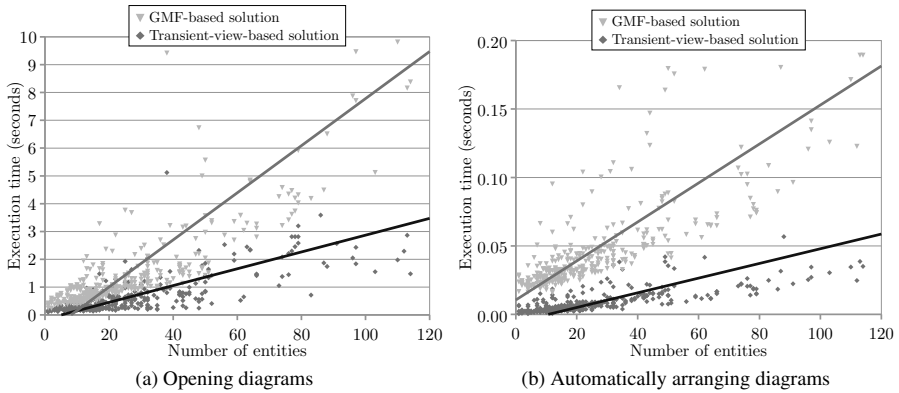 GMF-based solution
Transient-view-based solution
Execution time (seconds)
10
9
8
7
6
5
4
3
2
1
0
0 20 40 60 80 100 120
Number of entities
(a) Opening diagrams
GMF-based solution
Transient-view-based solution
Execution time (seconds)
0.20
0.15
0.10
0.05
0.00
0 20 40 60 80 100 120
Number of entities
(b) Automatically arranging diagrams